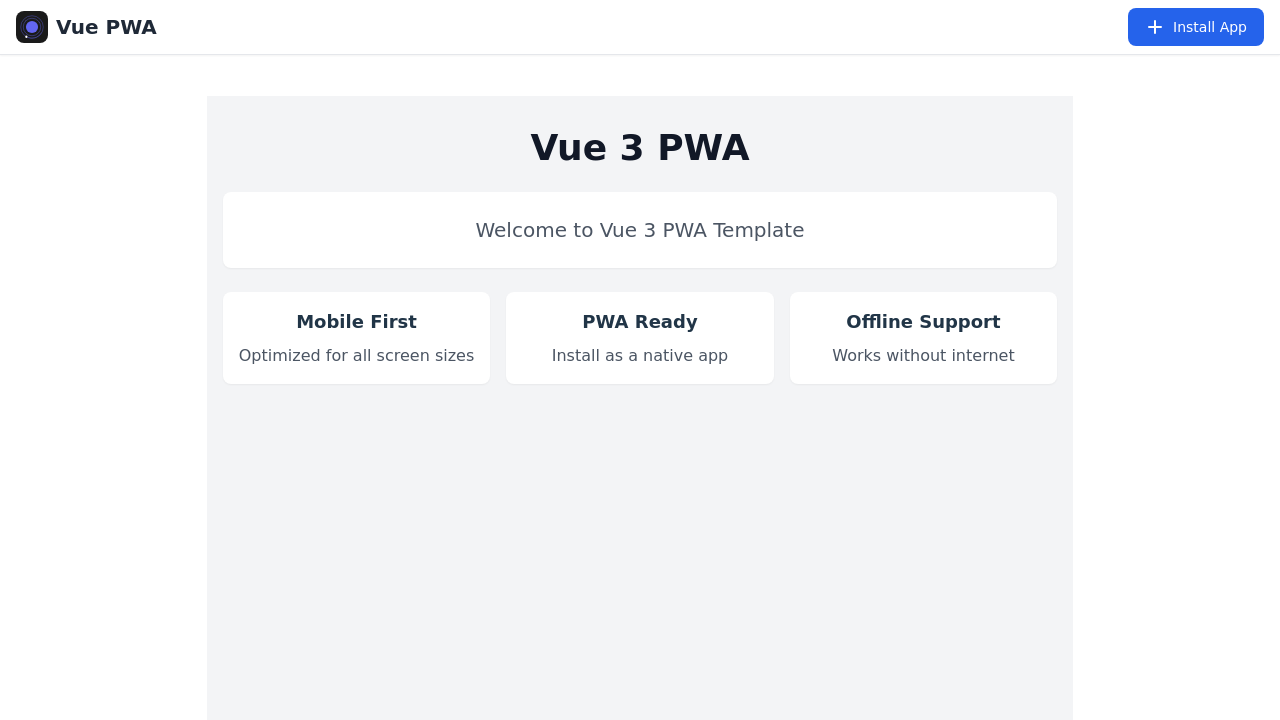 Vue PWA
Install App
Vue 3 PWA
Welcome to Vue 3 PWA Template
Mobile First
Optimized for all screen sizes
PWA Ready
Install as a native app
Offline Support
Works without internet